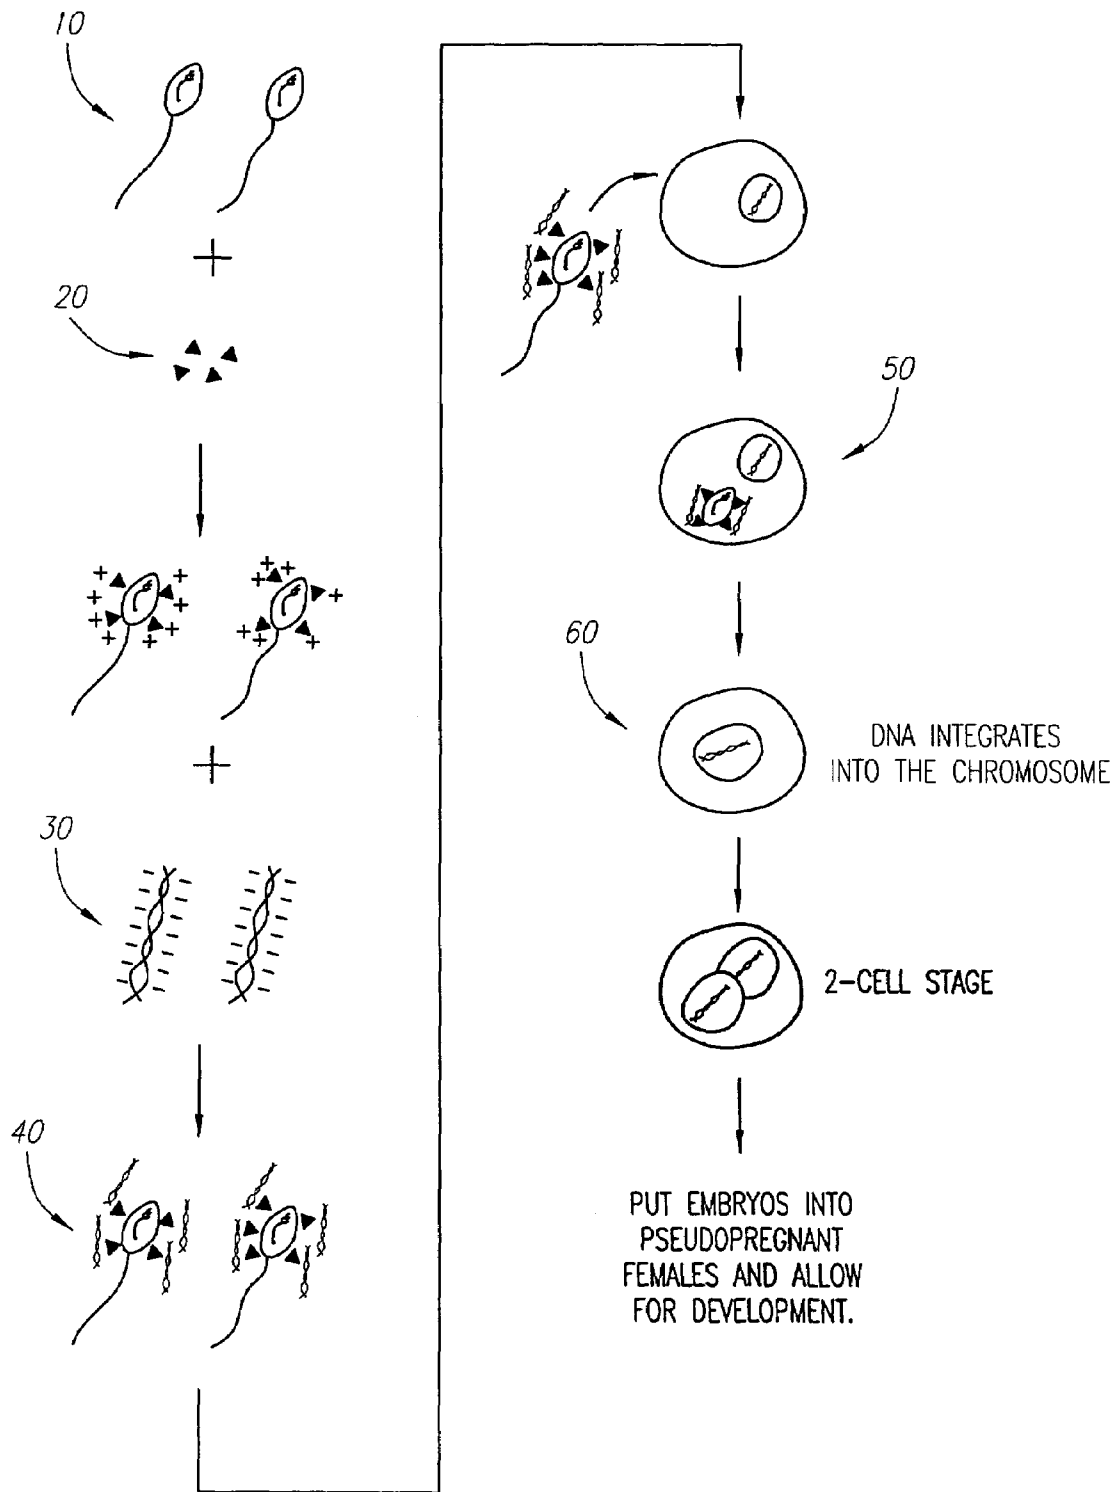 10
20
30
40
50
60
DNA INTEGRATES
INTO THE CHROMOSOME
2-CELL STAGE
PUT EMBRYOS INTO
PSEUDOPREGNANT
FEMALES AND ALLOW
FOR DEVELOPMENT.